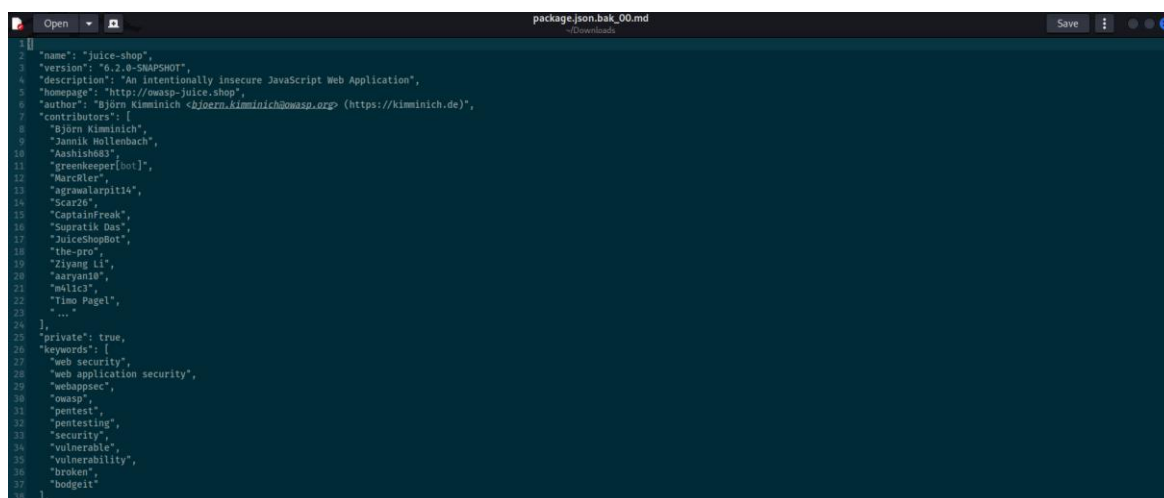 Open
package.json.bak_00.md
~/Downloads
Save
1 [
2 "name": "juice-shop",
3 "version": "6.2.0-SNAPSHOT",
4 "description": "An intentionally insecure JavaScript Web Application",
5 "homepage": "http://owasp-juice.shop",
6 "author": "Björn Kimminich <bjoern.kimminich@owasp.org> (https://kimminich.de)",
7 "contributors": [
8 "Björn Kimminich",
9 "Jannik Hollenbach",
10 "Aashish683",
11 "greenkeeper[bot]",
12 "MarcRler",
13 "agrawalarpit14",
14 "Scar26",
15 "CaptainFreak",
16 "Supratik Das",
17 "JuiceShopBot",
18 "the-pro",
19 "Ziyang Li",
20 "aaryan10",
21 "m4l1c3",
22 "Timo Pagel",
23 "..."
24 ],
25 "private": true,
26 "keywords": [
27 "web security",
28 "web application security",
29 "webappsec",
30 "owasp",
31 "pentest",
32 "pentesting",
33 "security",
34 "vulnerable",
35 "vulnerability",
36 "broken",
37 "bodgeit"
38 ]